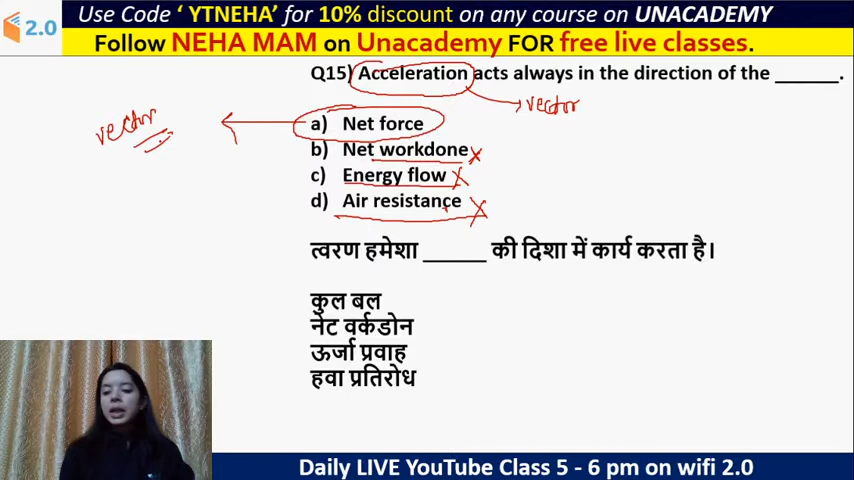 Use Code ‘ YTNEHA’ for 10% discount on any course on UNACADEMY
2.0
Follow NEHA MAM on Unacademy FOR free live classes.
Q15) Acceleration acts always in the direction of the ______.
vector
vector
a) Net force
b) Net workdone
c) Energy flow
d) Air resistance
त्वरण हमेशा _____ की दिशा में कार्य करता है।
कुल बल
नेट वर्कडोन
ऊर्जा प्रवाह
हवा प्रतिरोध
Daily LIVE YouTube Class 5 - 6 pm on wifi 2.0